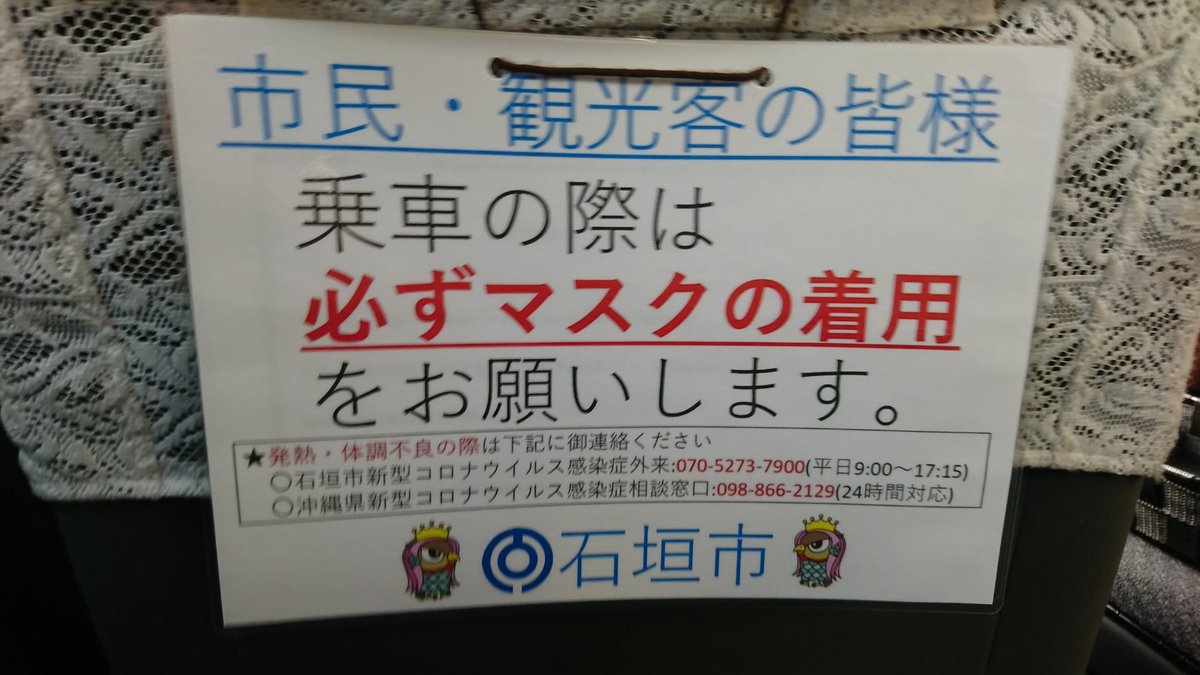 市民・観光客の皆様
乗車の際は
必ずマスクの着用
をお願いします。
★発熱・体調不良の際は下記に御連絡ください
○石垣市新型コロナウイルス感染症外来:070-5273-7900(平日9:00～17:15)
○沖縄県新型コロナウイルス感染症相談窓口:098-866-2129(24時間対応)
石垣市